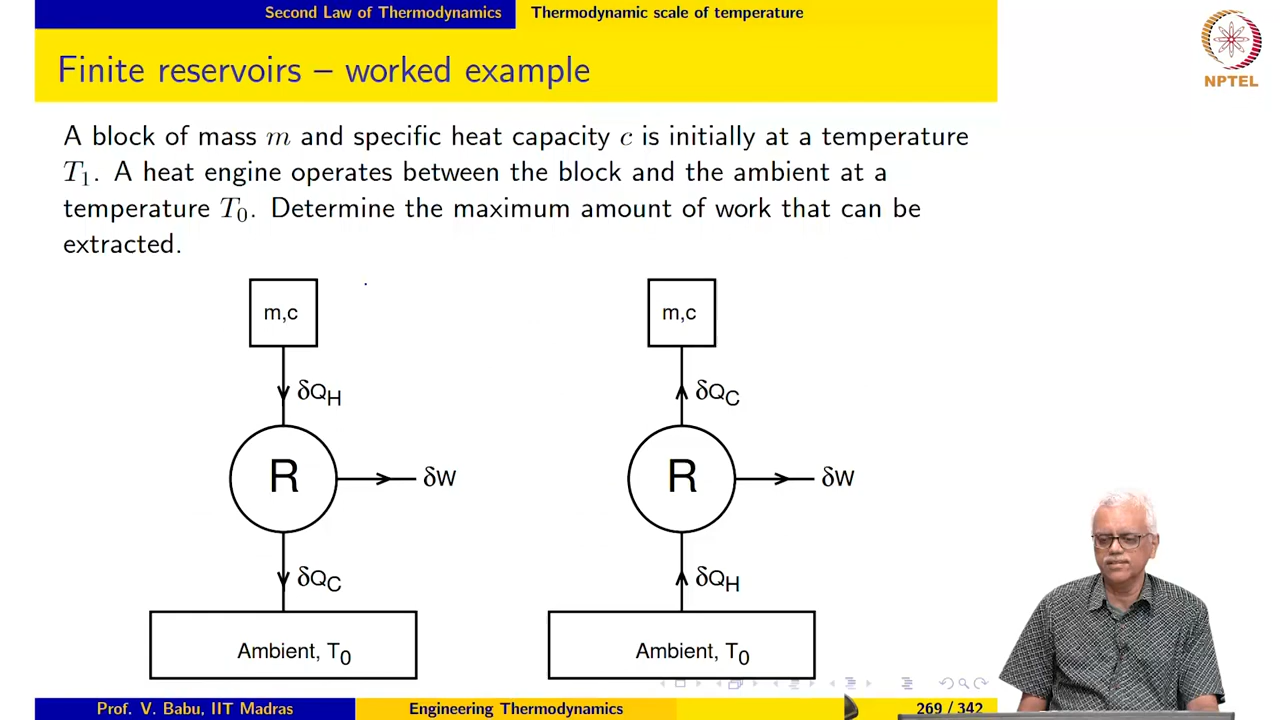 Second Law of Thermodynamics Thermodynamic scale of temperature
NPTEL
Finite reservoirs – worked example
A block of mass m and specific heat capacity c is initially at a temperature
T₁. A heat engine operates between the block and the ambient at a
temperature T₀. Determine the maximum amount of work that can be
extracted.
m,c m,c
δQH δQC
R δW R δW
δQC δQH
Ambient, T₀ Ambient, T₀
Prof. V. Babu, IIT Madras Engineering Thermodynamics 269 / 342